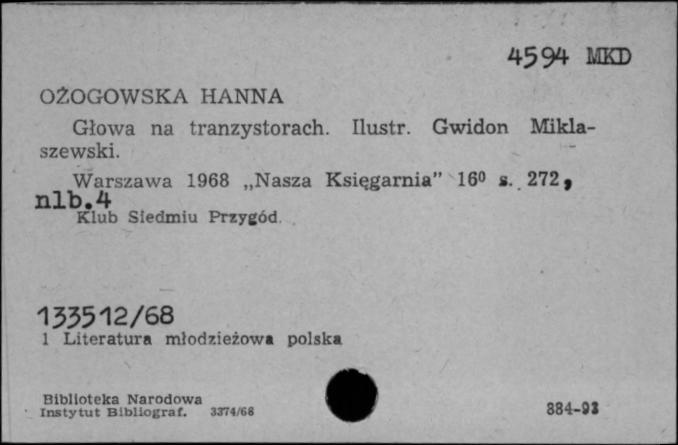 4594 MKD
OŻOGOWSKA HANNA
Głowa na tranzystorach. Ilustr. Gwidon Mikla-
szewski.
Warszawa 1968 „Nasza Księgarnia” 16⁰ s. 272,
nlb.4
Klub Siedmiu Przygód.
133512/68
1 Literatura młodzieżowa polska
Biblioteka Narodowa
Instytut Bibliograf. 3374/68
884-93